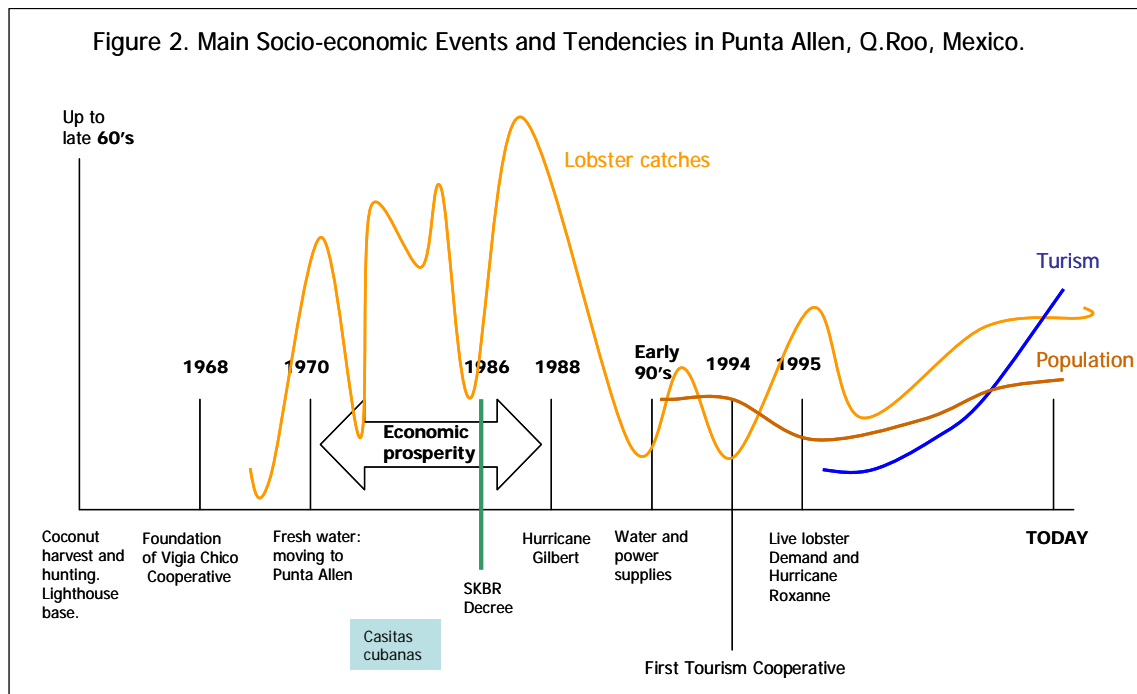 Figure 2. Main Socio-economic Events and Tendencies in Punta Allen, Q.Roo, Mexico.
Up to
late 60's
Lobster catches
Turism
Population
1968
1970
1986
1988
Early
90's
1994
1995
Economic
prosperity
Coconut
harvest and
hunting.
Lighthouse
base.
Foundation
of Vigia Chico
Cooperative
Fresh water:
moving to
Punta Allen
SKBR
Decree
Hurricane
Gilbert
Water and
power
supplies
Live lobster
Demand and
Hurricane
Roxanne
TODAY
Casitas
cubanas
First Tourism Cooperative